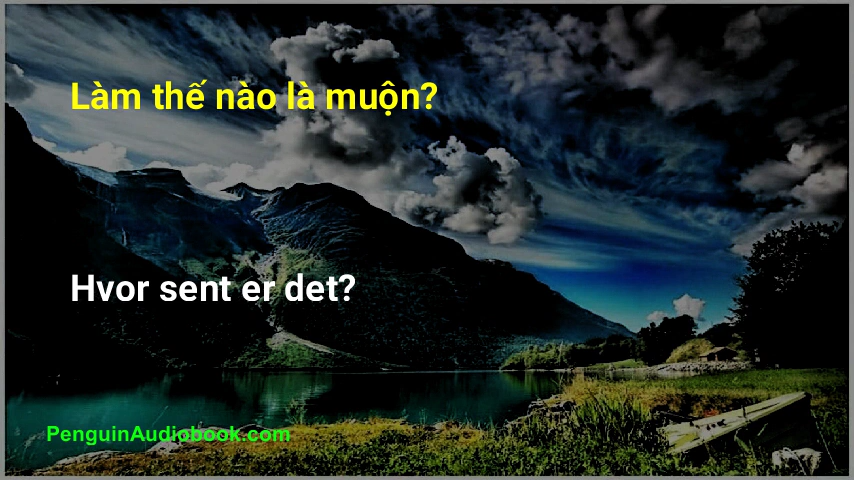 Làm thế nào là muộn?
Hvor sent er det?
PenguinAudiobook.com